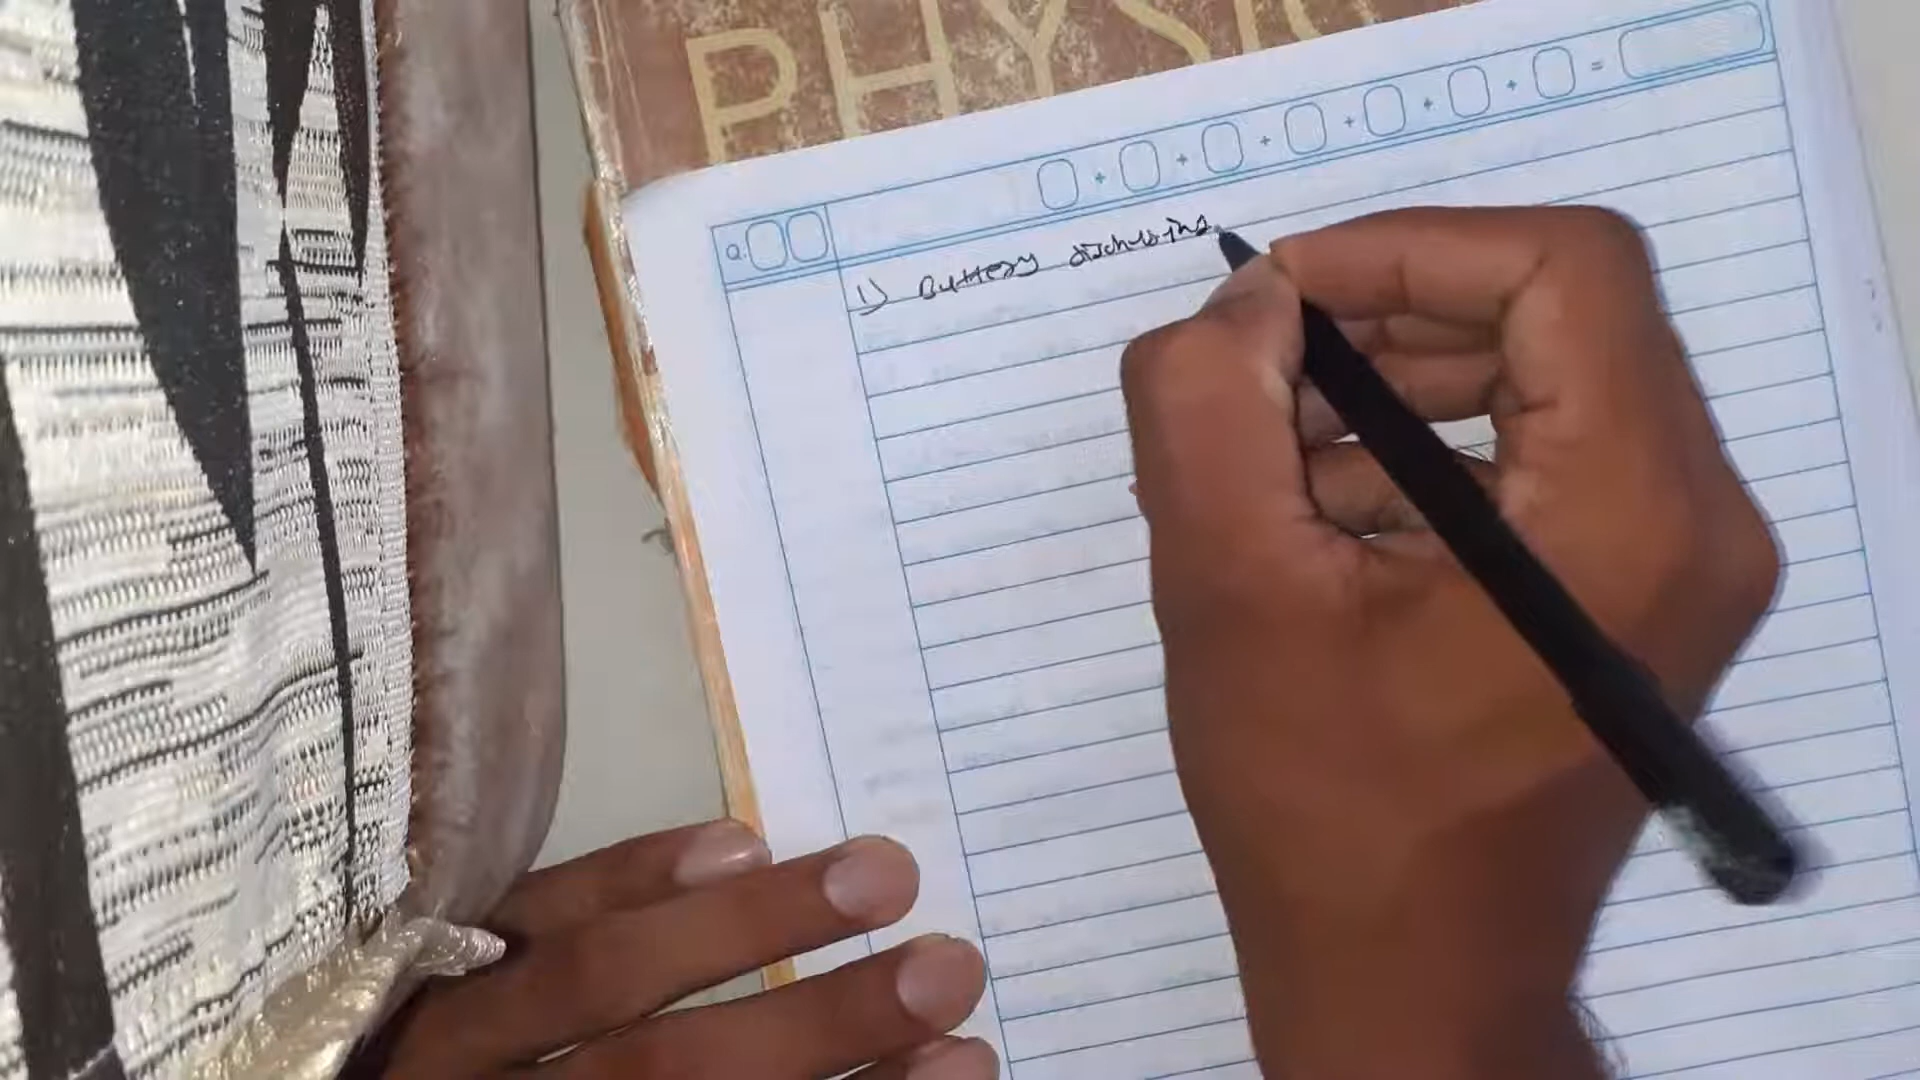 PHYSIC
Q. + + + + + + =
1) Battery discharging